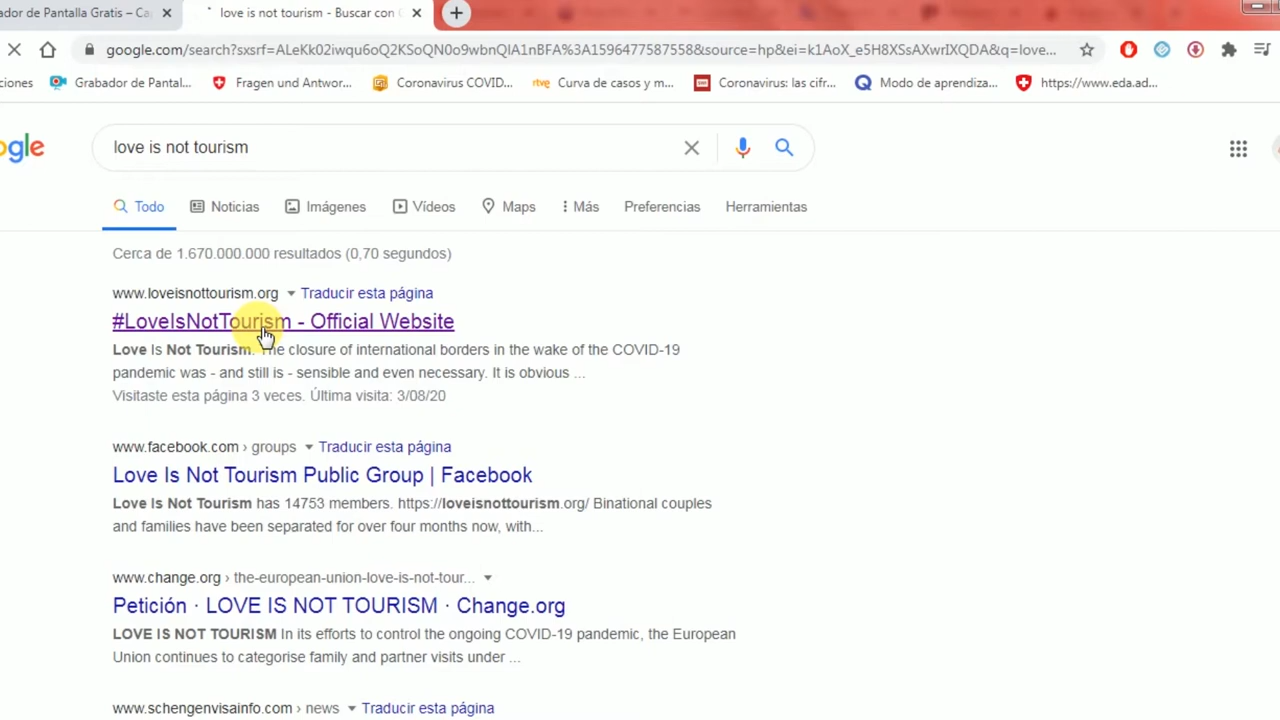 dor de Pantalla Gratis – Ca
love is not tourism - Buscar con G
google.com/search?sxsrf=ALeKk02iwqu6oQ2KSoQN0o9wbnQlA1nBFA%3A1596477587558&source=hp&ei=k1AoX_e5H8XSsAXwrIXQDA&q=love...
ciones
Grabador de Pantal...
Fragen und Antwor...
Coronavirus COVID...
rtve Curva de casos y m...
Coronavirus: las cifr...
Modo de aprendiza...
https://www.eda.ad...
ogle
love is not tourism
Todo
Noticias
Imágenes
Vídeos
Maps
Más
Preferencias
Herramientas
Cerca de 1.670.000.000 resultados (0,70 segundos)
www.loveisnottourism.org Traducir esta página
#LoveIsNotTourism - Official Website
Love Is Not Tourism. The closure of international borders in the wake of the COVID-19
pandemic was - and still is - sensible and even necessary. It is obvious ...
Visitaste esta página 3 veces. Última visita: 3/08/20
www.facebook.com › groups Traducir esta página
Love Is Not Tourism Public Group | Facebook
Love Is Not Tourism has 14753 members. https://loveisnottourism.org/ Binational couples
and families have been separated for over four months now, with...
www.change.org › the-european-union-love-is-not-tour...
Petición · LOVE IS NOT TOURISM · Change.org
LOVE IS NOT TOURISM In its efforts to control the ongoing COVID-19 pandemic, the European
Union continues to categorise family and partner visits under ...
www.schengenvisainfo.com › news Traducir esta página